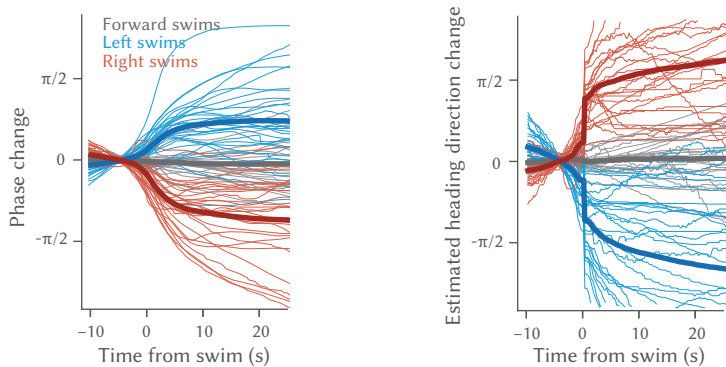 Forward swims
Left swims
Right swims
Phase change
π/2
0
-π/2
−10
0
10
20
Time from swim (s)
Estimated heading direction change
π/2
0
-π/2
−10
0
10
20
Time from swim (s)